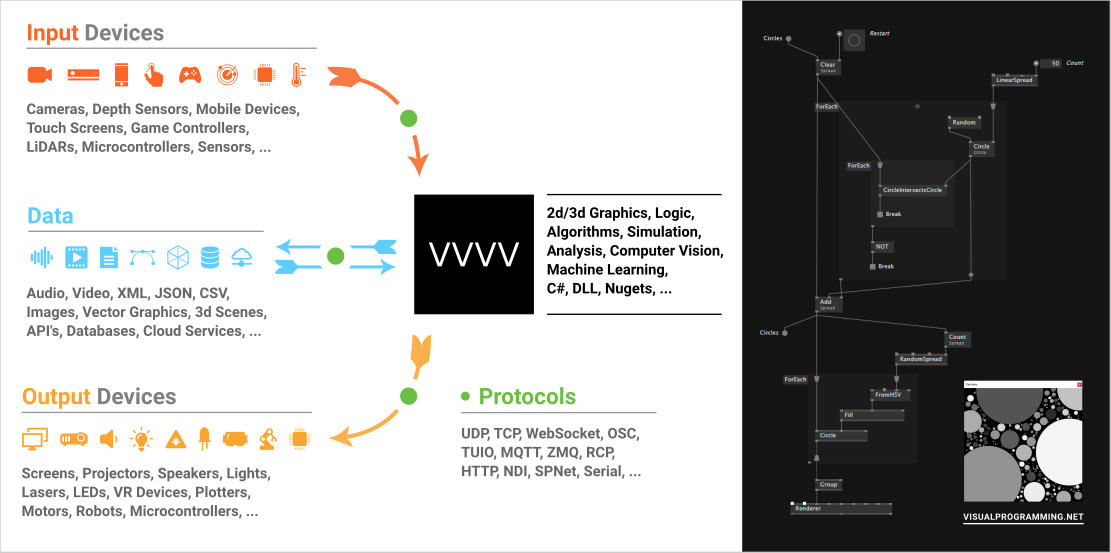 Input Devices
Cameras, Depth Sensors, Mobile Devices,
Touch Screens, Game Controllers,
LiDARs, Microcontrollers, Sensors, ...
Data
Audio, Video, XML, JSON, CSV,
Images, Vector Graphics, 3d Scenes,
API's, Databases, Cloud Services, ...
Output Devices
Screens, Projectors, Speakers, Lights,
Lasers, LEDs, VR Devices, Plotters,
Motors, Robots, Microcontrollers, ...
VVVV
2d/3d Graphics, Logic,
Algorithms, Simulation,
Analysis, Computer Vision,
Machine Learning,
C#, DLL, Nugets, ...
Protocols
UDP, TCP, WebSocket, OSC,
TUIO, MQTT, ZMQ, RCP,
HTTP, NDI, SPNet, Serial, ...
Circles
Restart
Clear
Spread
50 Count
LinearSpread
ForEach
Random
Circle
Circle.
ForEach
CircleIntersectsCircle
Break
NOT
Break
Add
Spread
Circles
Count
Spread
RandomSpread
ForEach
FromHSV
Fill
Circle
Group
Renderer
Renderer
VISUALPROGRAMMING.NET